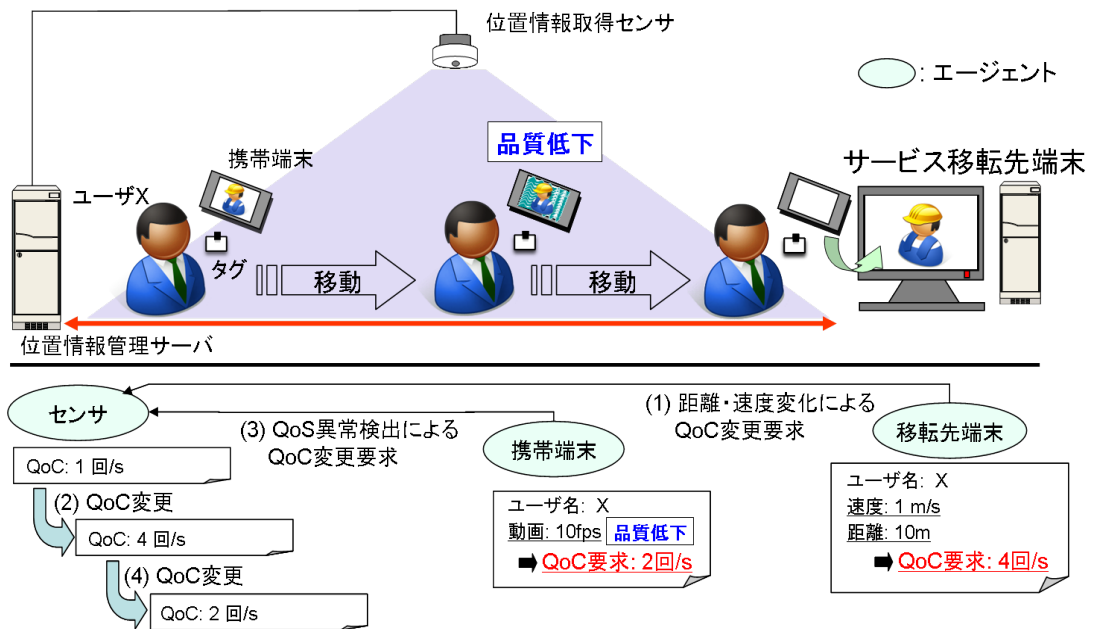 位置情報取得センサ
: エージェント
品質低下
携帯端末
サービス移転先端末
ユーザX
タグ
移動
移動
位置情報管理サーバ
センサ
(1) 距離・速度変化による
QoC変更要求
(3) QoS異常検出による
QoC変更要求
携帯端末
移転先端末
QoC: 1 回/s
(2) QoC変更
QoC: 4 回/s
(4) QoC変更
QoC: 2 回/s
ユーザ名: X
動画: 10fps 品質低下
➡ QoC要求: 2回/s
ユーザ名: X
速度: 1 m/s
距離: 10m
➡ QoC要求: 4回/s